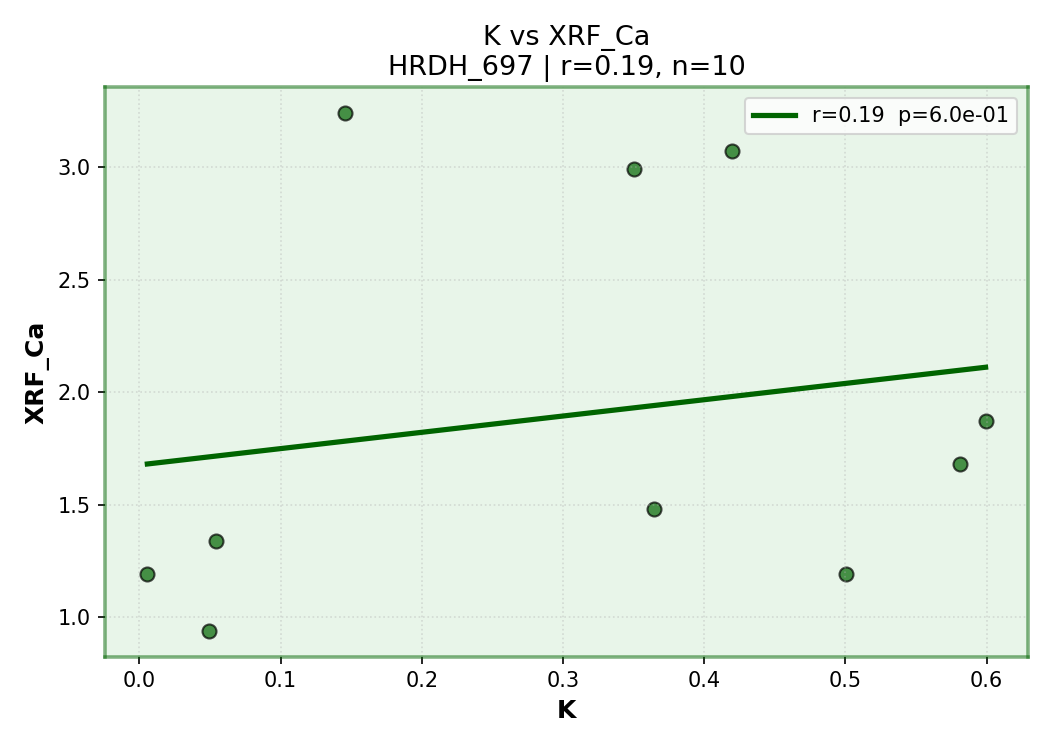 K vs XRF_Ca
HRDH_697 | r=0.19, n=10
r=0.19  p=6.0e-01
3.0
2.5
2.0
1.5
1.0
XRF_Ca
0.0 0.1 0.2 0.3 0.4 0.5 0.6
K